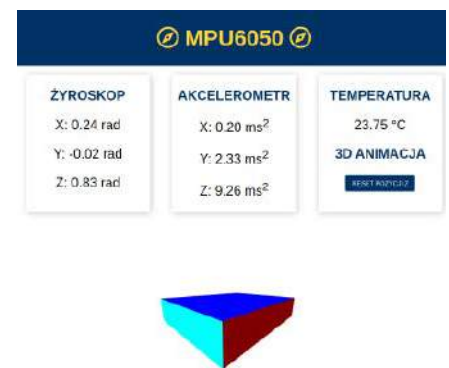 MPU6050
ŻYROSKOP
X: 0.24 rad
Y: -0.02 rad
Z: 0.83 rad
AKCELEROMETR
X: 0.20 ms²
Y: 2.33 ms²
Z: 9.26 ms²
TEMPERATURA
23.75 °C
3D ANIMACJA
RESET POZYCJI Z